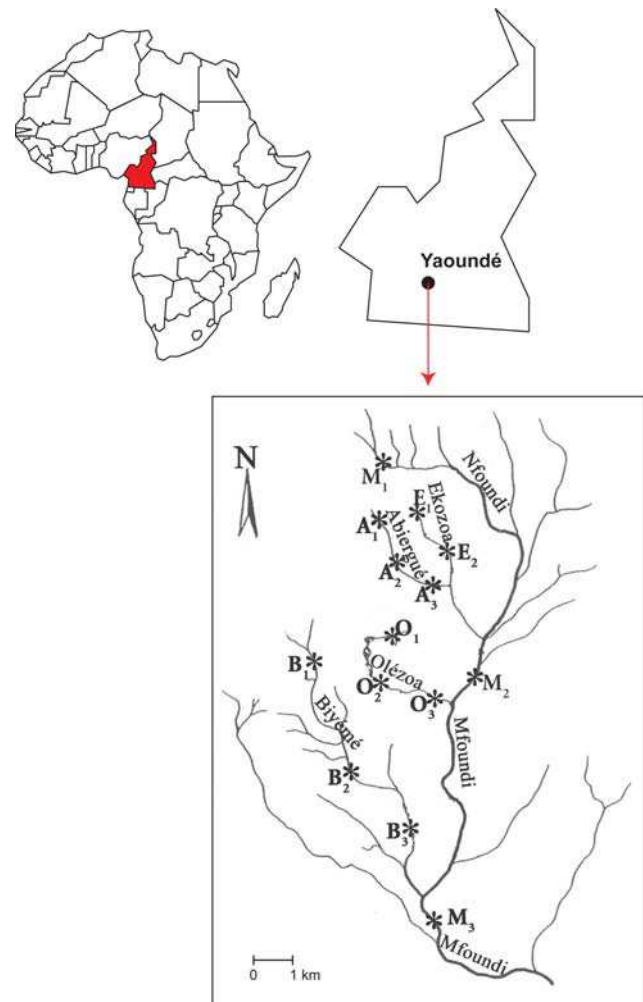 Yaoundé
N
M₁
Nfoundi
E₁
Ekozoa
A₁
Abiergué
E₂
A₂
A₃
O₁
B₁
Olézoa
M₂
O₂
O₃
Biyémé
Mfoundi
B₂
B₃
M₃
Mfoundi
0 1 km